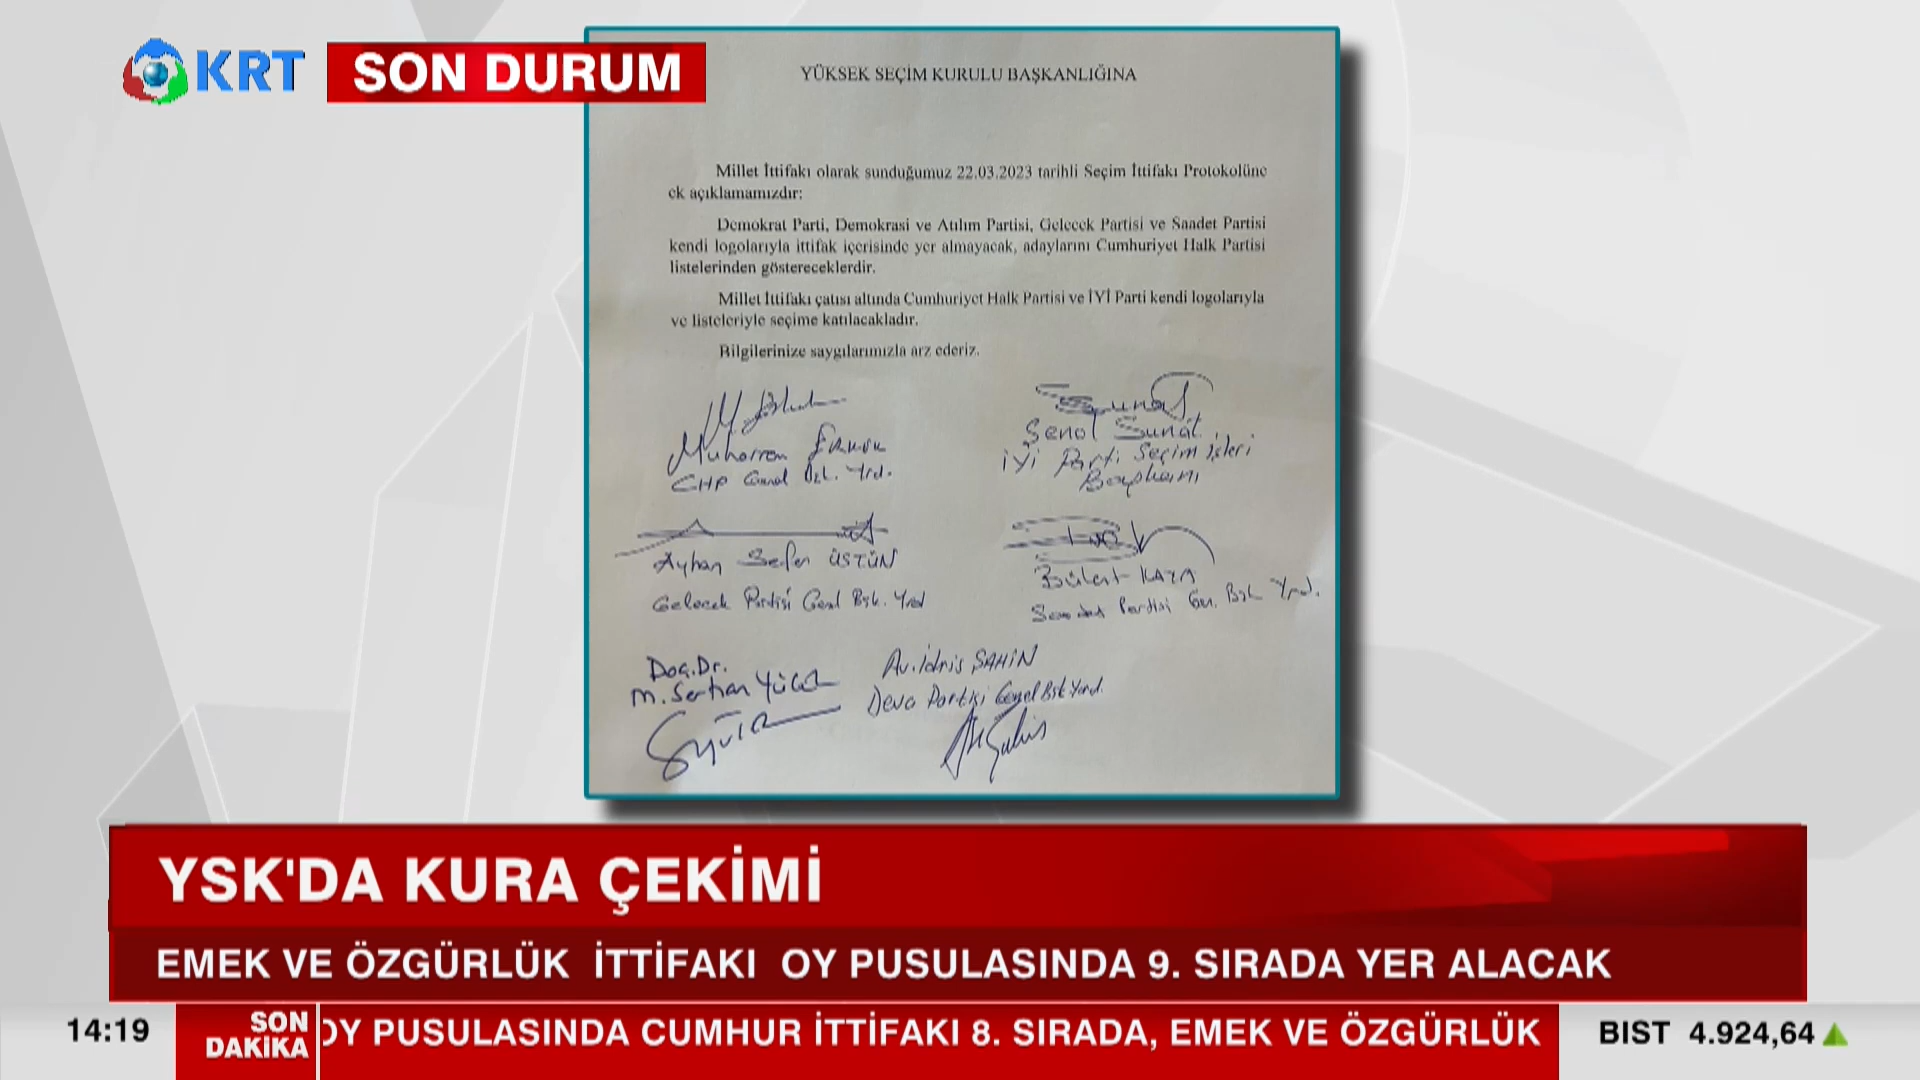 KRT
SON DURUM
YÜKSEK SEÇİM KURULU BAŞKANLIĞINA
Millet İttifakı olarak sunduğumuz 22.03.2023 tarihli Seçim İttifakı Protokolüne
ek açıklamamızdır;
Demokrat Parti, Demokrasi ve Atılım Partisi, Gelecek Partisi ve Saadet Partisi
kendi logolarıyla ittifak içerisinde yer almayacak, adaylarını Cumhuriyet Halk Partisi
listelerinden göstereceklerdir.
Millet İttifakı çatısı altında Cumhuriyet Halk Partisi ve İYİ Parti kendi logolarıyla
ve listeleriyle seçime katılacakladır.
Bilgilerinize saygılarımızla arz ederiz.
Muharrem Erkek
CHP Genel Bşk. Yrd.
Şenol Sunat
İYİ Parti Seçim İşleri
Başkanı
Ayhan Sefer ÜSTÜN
Gelecek Partisi Genel Bşk. Yrd
Bülent KAYA
Saadet Partisi Gen. Bşk Yrd.
Doç.Dr.
M. Serhan Yücel
Av. İdris ŞAHİN
Deva Partisi Genel Bşk Yard.
YSK'DA KURA ÇEKİMİ
EMEK VE ÖZGÜRLÜK İTTİFAKI OY PUSULASINDA 9. SIRADA YER ALACAK
14:19
SON
DAKİKA
OY PUSULASINDA CUMHUR İTTİFAKI 8. SIRADA, EMEK VE ÖZGÜRLÜK
BIST 4.924,64